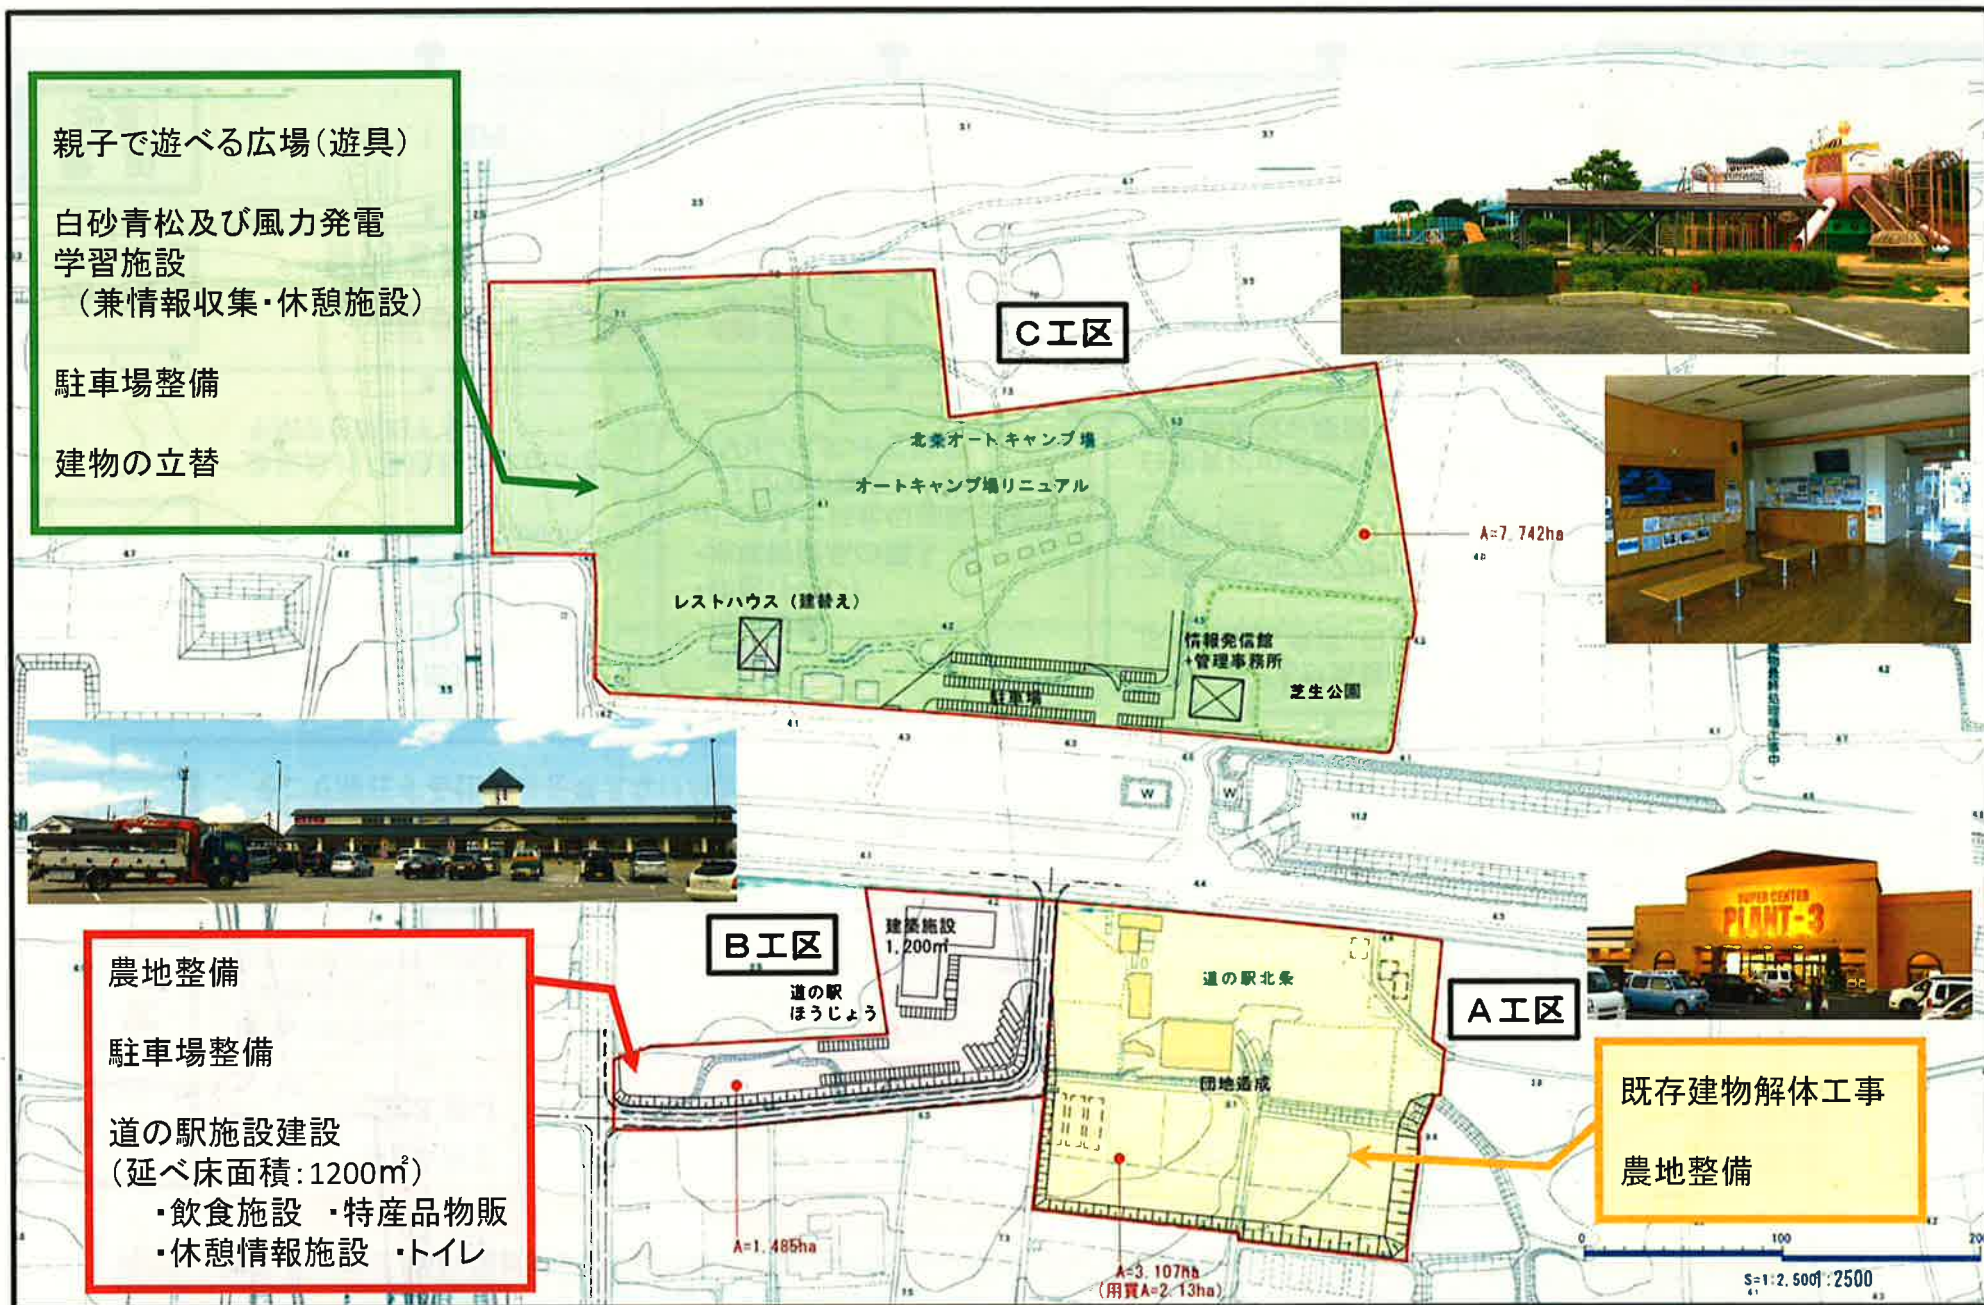 親子で遊べる広場(遊具)
白砂青松及び風力発電
学習施設
(兼情報収集・休憩施設)
駐車場整備
建物の立替
C工区
北条オートキャンプ場
オートキャンプ場リニュアル
A=7.742ha
レストハウス(建替え)
情報発信館
+管理事務所
駐車場
芝生公園
W
W
B工区
建築施設
1,200㎡
道の駅
ほうじょう
道の駅北条
A工区
SUPER CENTER
PLANT-3
団地造成
農地整備
駐車場整備
道の駅施設建設
(延べ床面積:1200㎡)
・飲食施設 ・特産品物販
・休憩情報施設 ・トイレ
既存建物解体工事
農地整備
A=1.485ha
A=3.107ha
(用買A=2.13ha)
0 100 20
S=1:2,500 1:2500